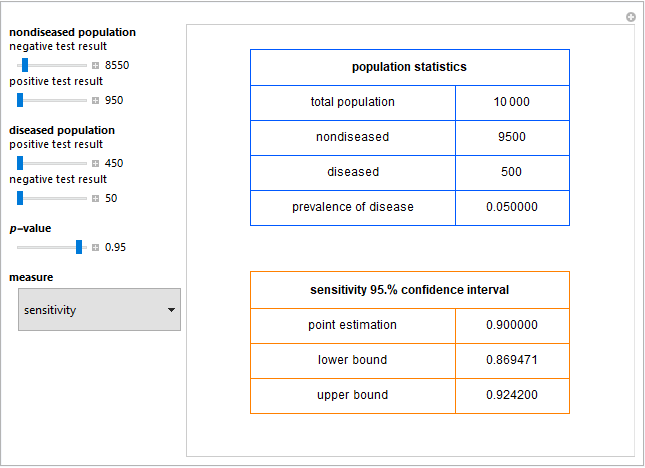 nondiseased population
negative test result
8550
positive test result
950
diseased population
positive test result
450
negative test result
50
p-value
0.95
measure
sensitivity
population statistics
total population 10 000
nondiseased 9500
diseased 500
prevalence of disease 0.050000
sensitivity 95.% confidence interval
point estimation 0.900000
lower bound 0.869471
upper bound 0.924200